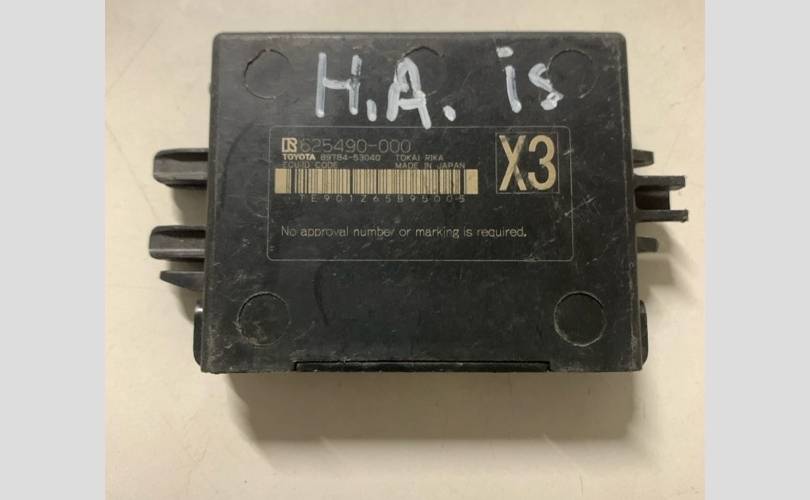 H.A. is
625490-000
TOYOTA 89784-53040 TOKAI RIKA
ECU ID CODE MADE IN JAPAN
X3
TE901Z65B95005
No approval number or marking is required.